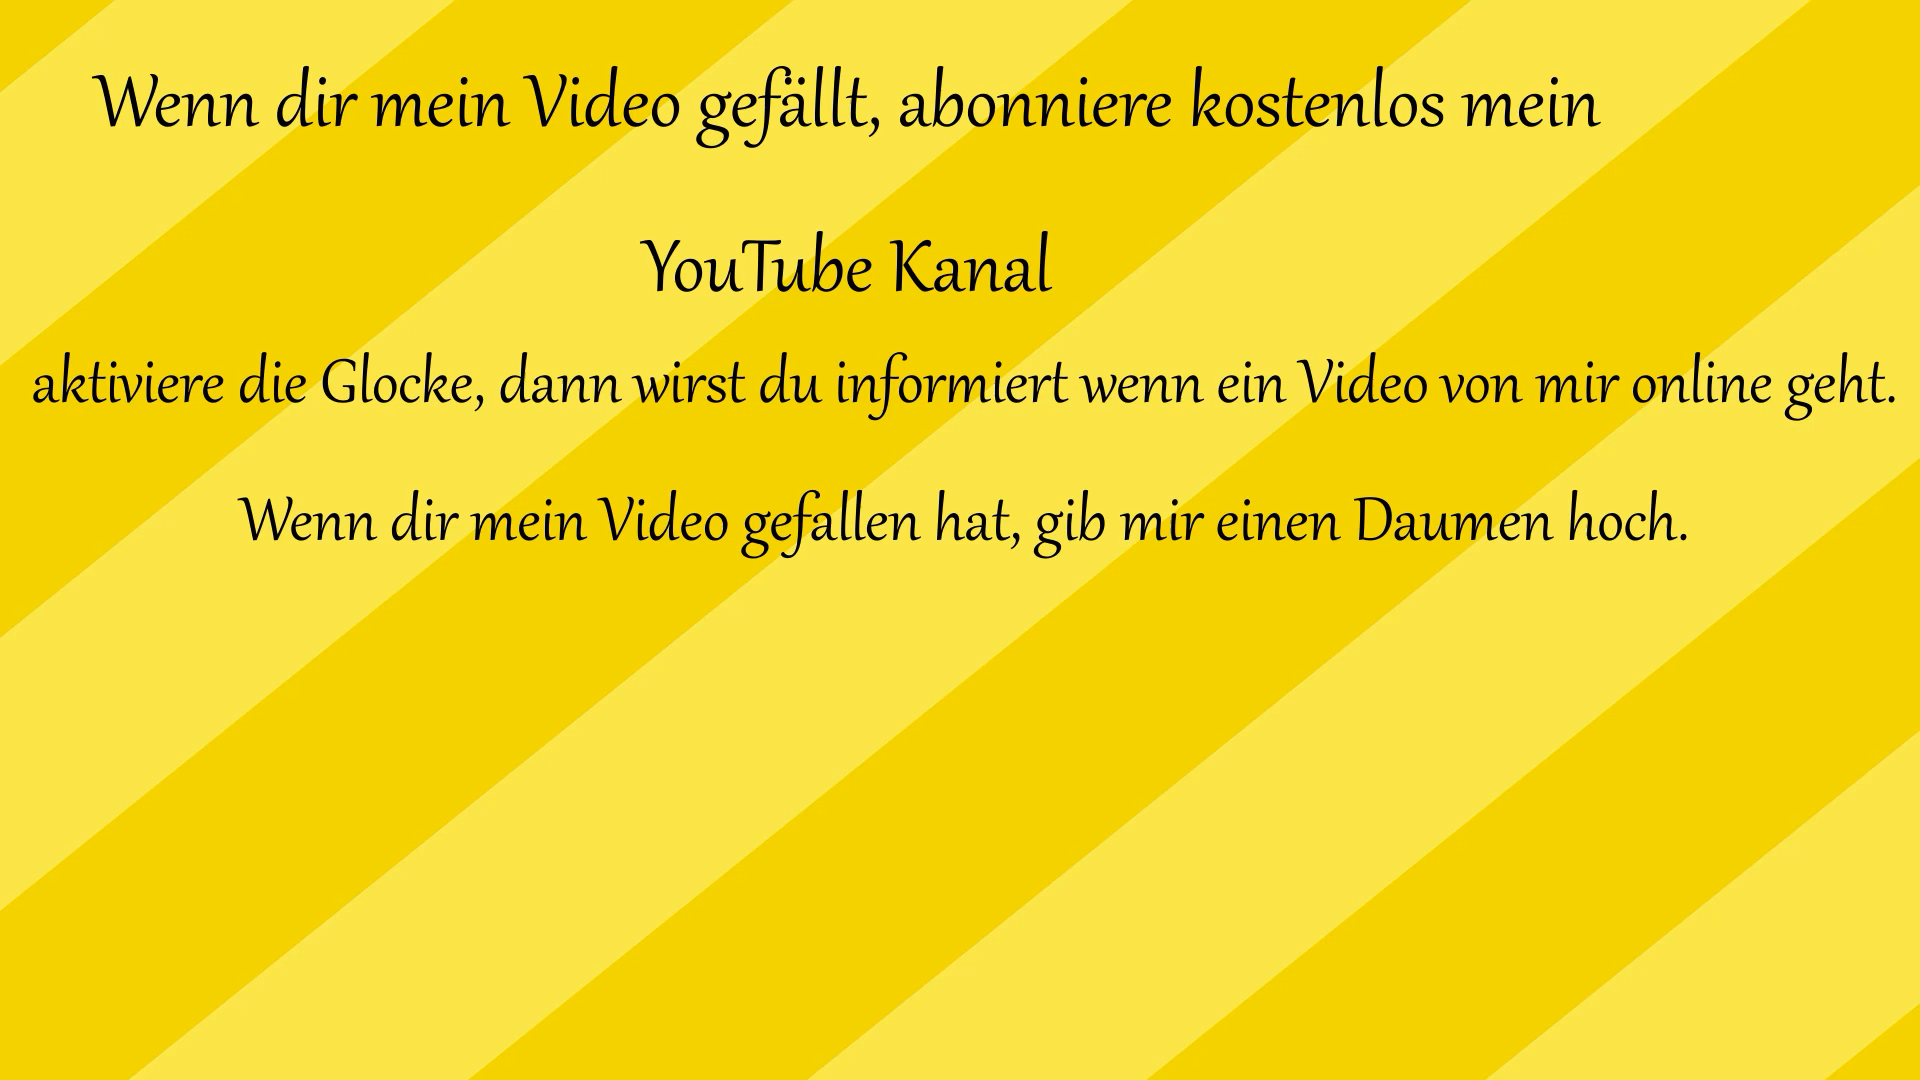 Wenn dir mein Video gefällt, abonniere kostenlos mein
YouTube Kanal
aktiviere die Glocke, dann wirst du informiert wenn ein Video von mir online geht.
Wenn dir mein Video gefallen hat, gib mir einen Daumen hoch.